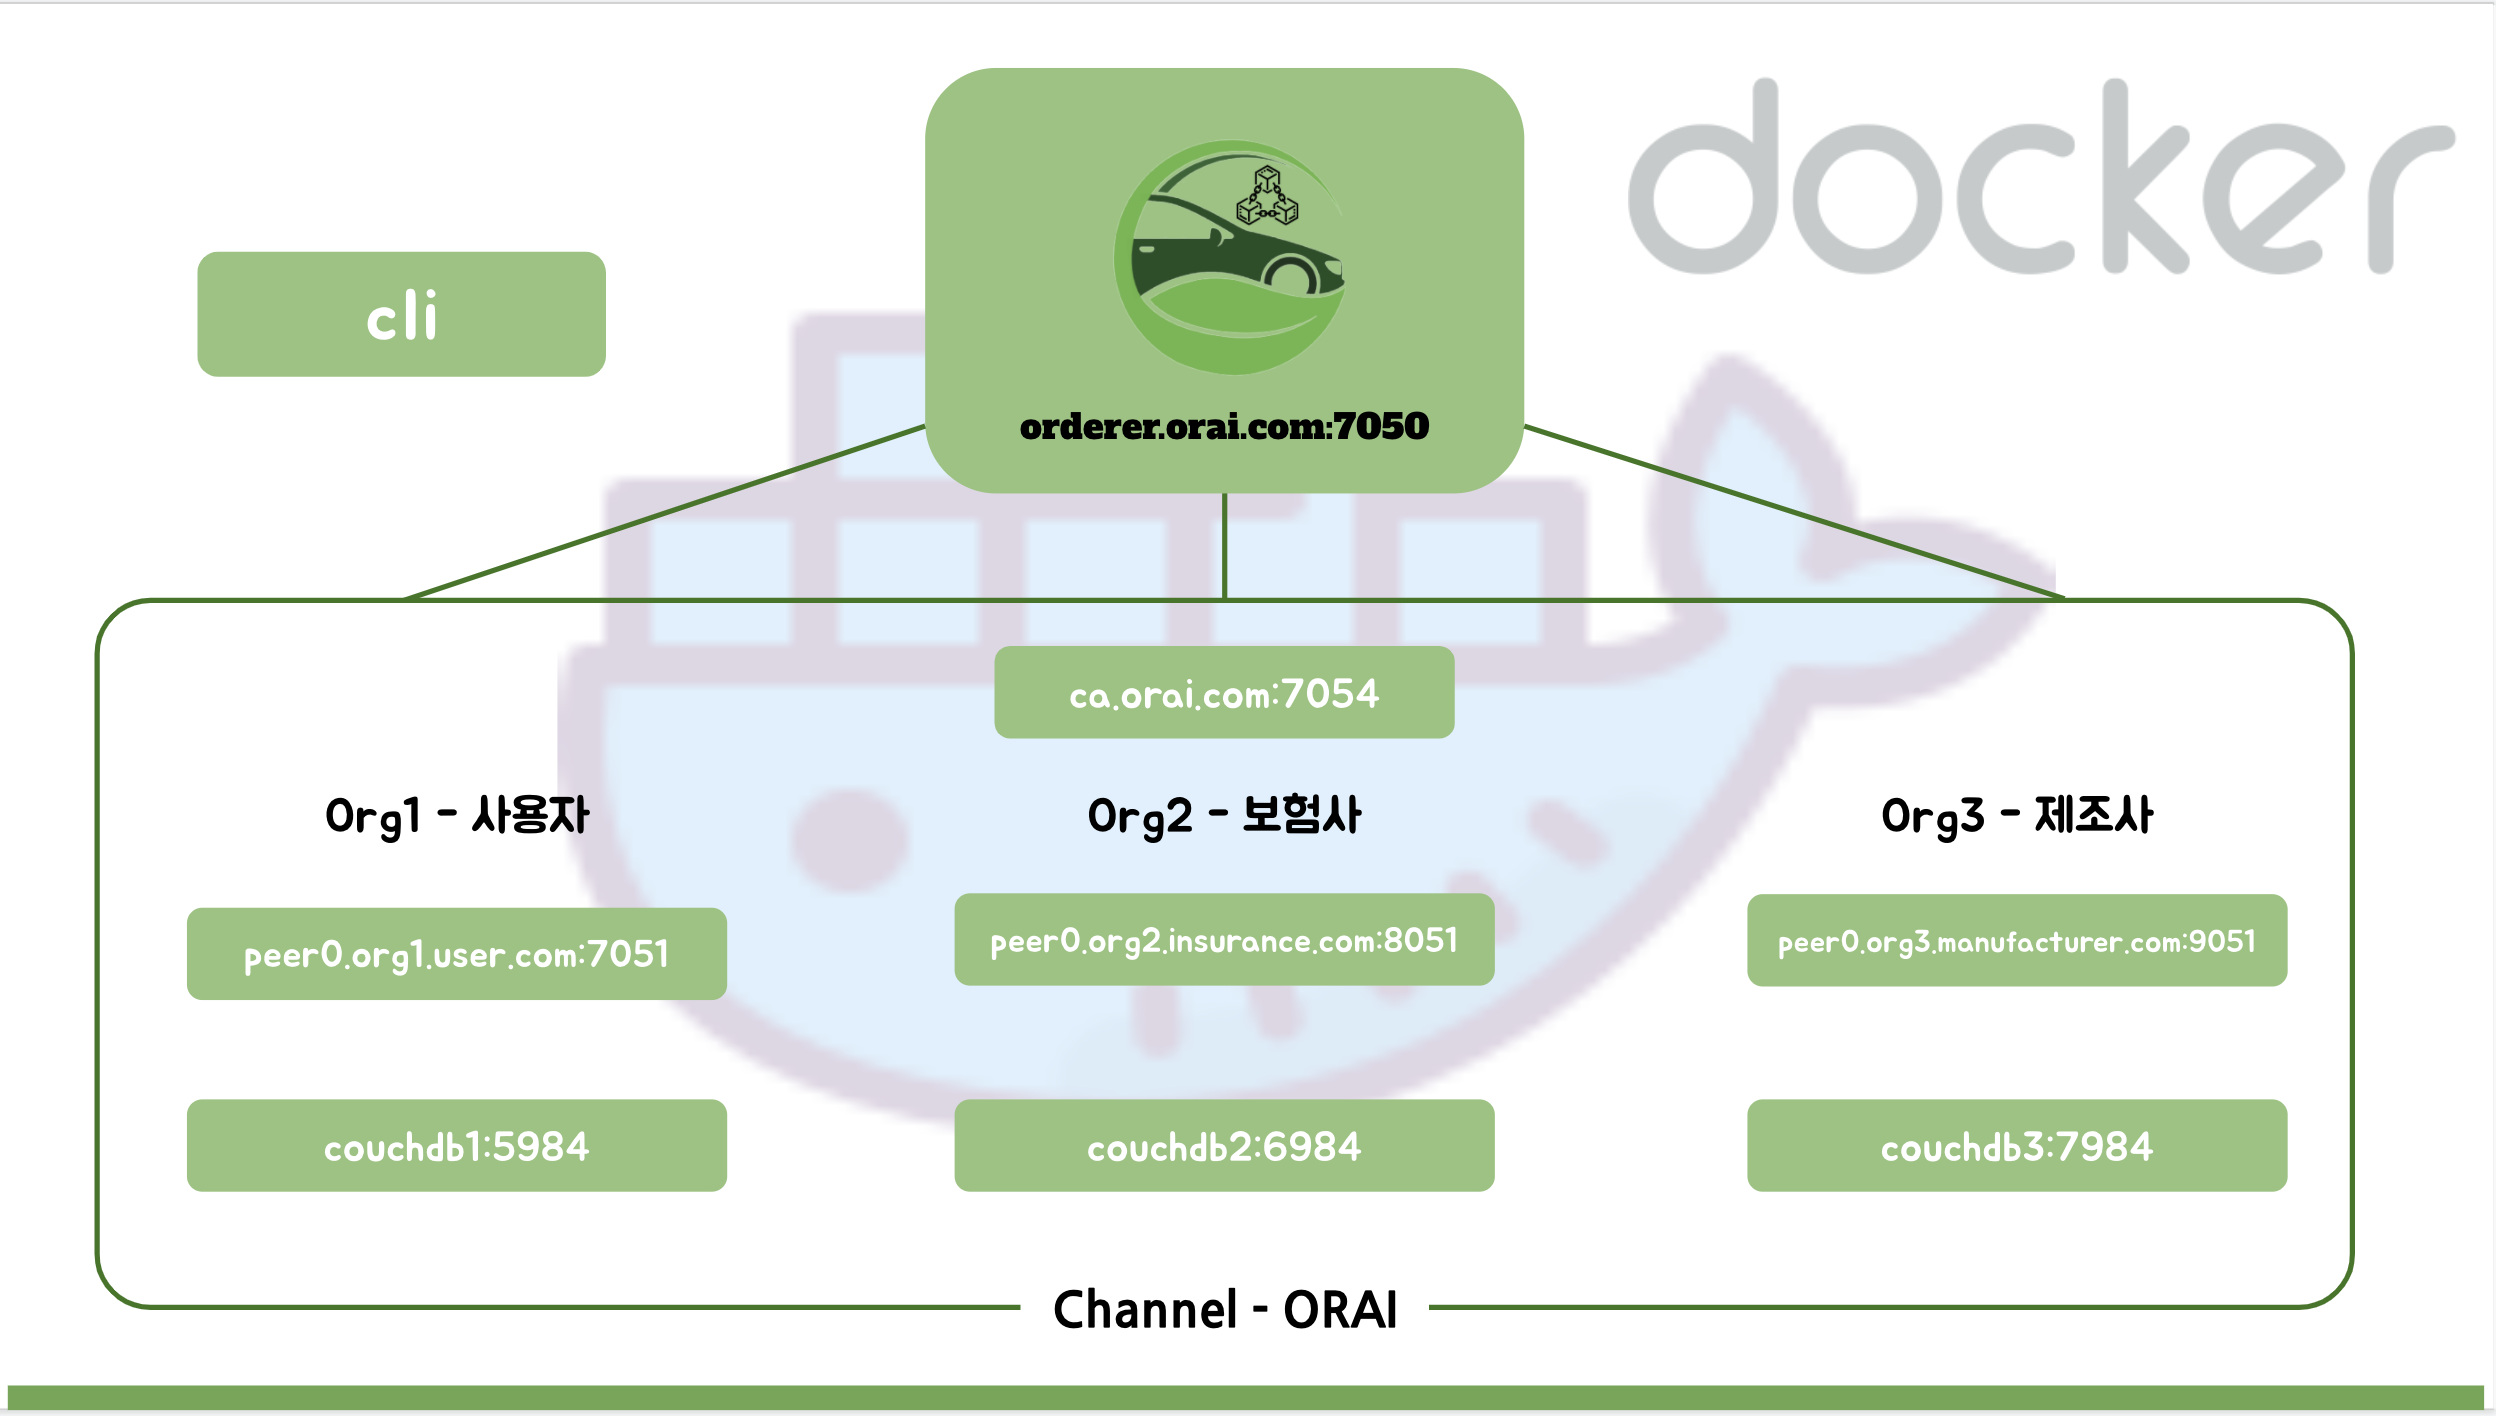 docker
cli
orderer.orai.com:7050
ca.orai.com:7054
Org1 - 사용자
Org2 - 보험사
Org3 - 제조사
peer0.org1.user.com:7051
peer0.org2.insurance.com:8051
peer0.org3.manufacturer.com:9051
couchdb1:5984
couchdb2:6984
couchdb3:7984
Channel - ORAI